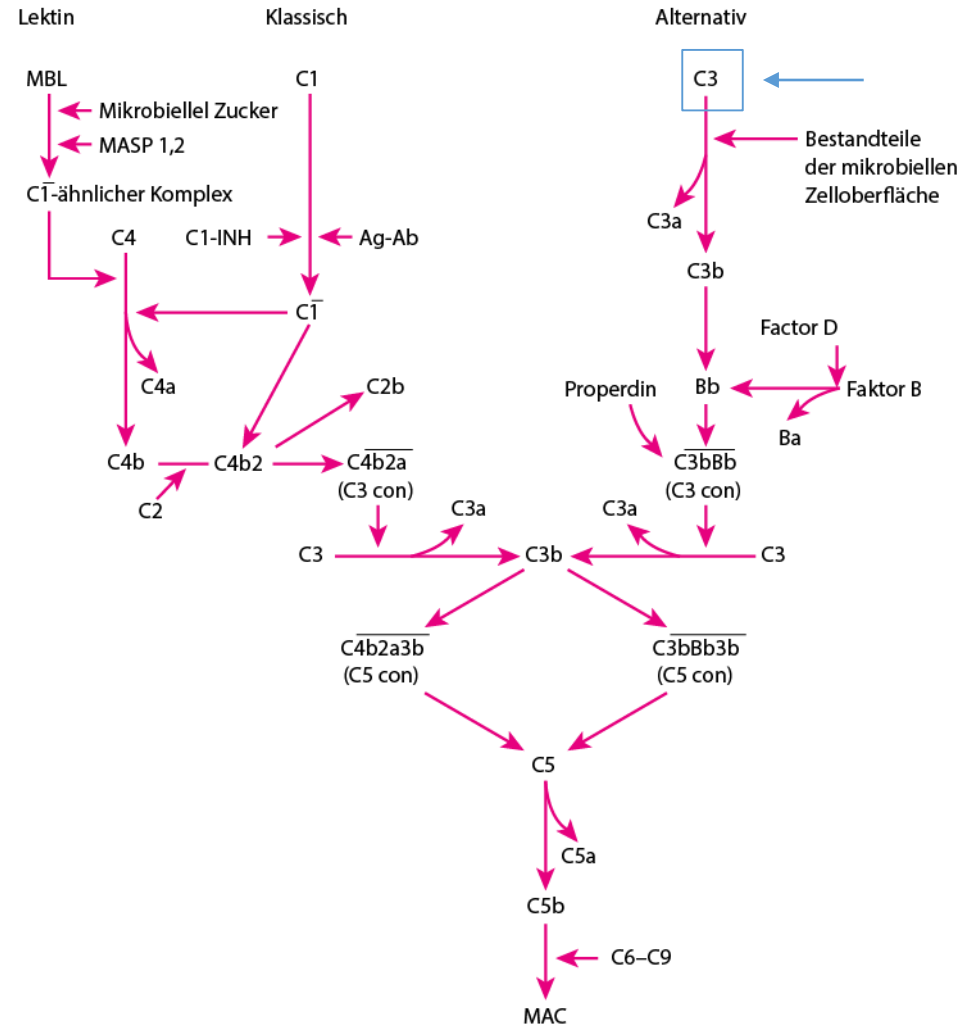 Lektin
Klassisch
Alternativ
MBL
C1
C3
Mikrobiellel Zucker
MASP 1,2
Bestandteile
der mikrobiellen
Zelloberfläche
C1̅-ähnlicher Komplex
C3a
C4
C1-INH
Ag-Ab
C3b
C1̅
Factor D
C4a
C2b
Properdin
Bb
Faktor B
Ba
C4b
C4b2
C4b2a
(C3 con)
C3bBb
(C3 con)
C2
C3a
C3a
C3
C3b
C3
C4b2a3b
(C5 con)
C3bBb3b
(C5 con)
C5
C5a
C5b
C6–C9
MAC